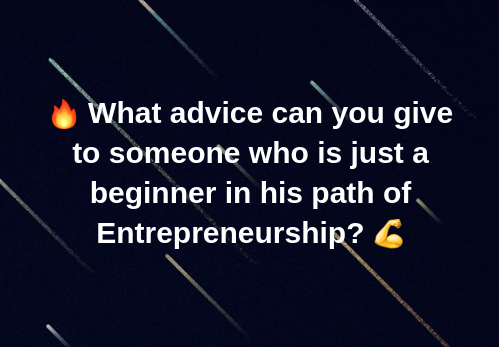 🔥 What advice can you give
to someone who is just a
beginner in his path of
Entrepreneurship? 💪